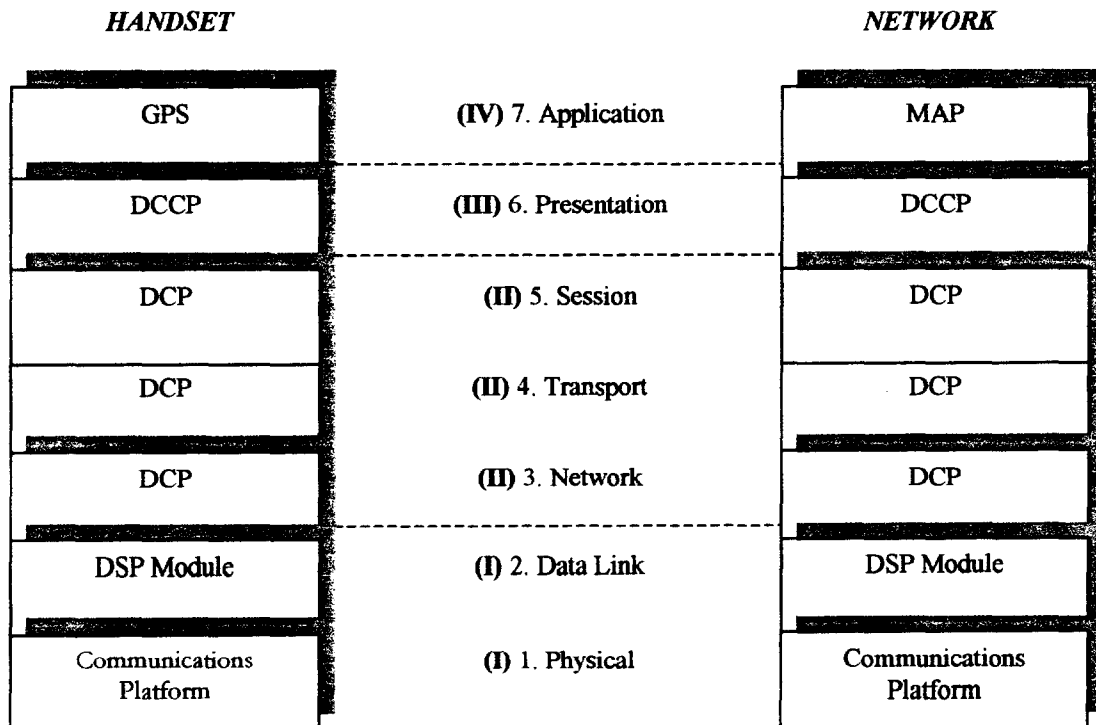 HANDSET NETWORK
GPS (IV) 7. Application MAP
DCCP (III) 6. Presentation DCCP
DCP (II) 5. Session DCP
DCP (II) 4. Transport DCP
DCP (II) 3. Network DCP
DSP Module (I) 2. Data Link DSP Module
Communications (I) 1. Physical Communications
Platform Platform